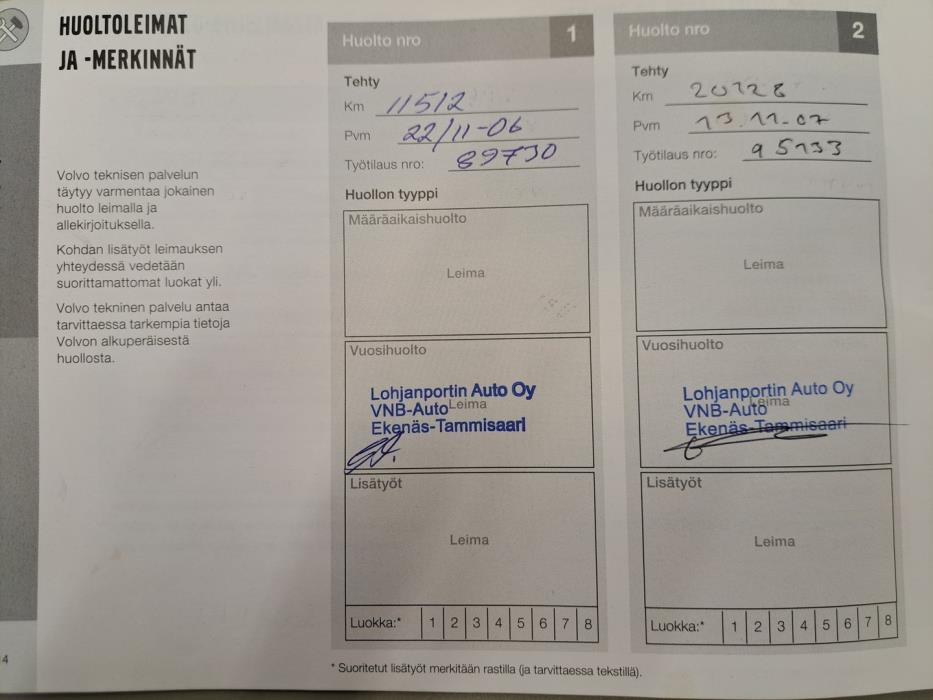 HUOLTOLEIMAT
JA -MERKINNÄT
Volvo teknisen palvelun
täytyy varmentaa jokainen
huolto leimalla ja
allekirjoituksella.
Kohdan lisätyöt leimauksen
yhteydessä vedetään
suorittamattomat luokat yli.
Volvo tekninen palvelu antaa
tarvittaessa tarkempia tietoja
Volvon alkuperäisestä
huollosta.
4
Huolto nro 1
Tehty
Km 11512
Pvm 22/11-06
Työtilaus nro: 89730
Huollon tyyppi
Määräaikaishuolto
Leima
Vuosihuolto
Leima
Lohjanportin Auto Oy
VNB-Auto
Ekenäs-Tammisaari
Lisätyöt
Leima
Luokka:* 1 2 3 4 5 6 7 8
Huolto nro 2
Tehty
Km 20128
Pvm 13.11-07
Työtilaus nro: 95133
Huollon tyyppi
Määräaikaishuolto
Leima
Vuosihuolto
Leima
Lohjanportin Auto Oy
VNB-Auto
Ekenäs-Tammisaari
Lisätyöt
Leima
Luokka:* 1 2 3 4 5 6 7 8
* Suoritetut lisätyöt merkitään rastilla (ja tarvittaessa tekstillä).